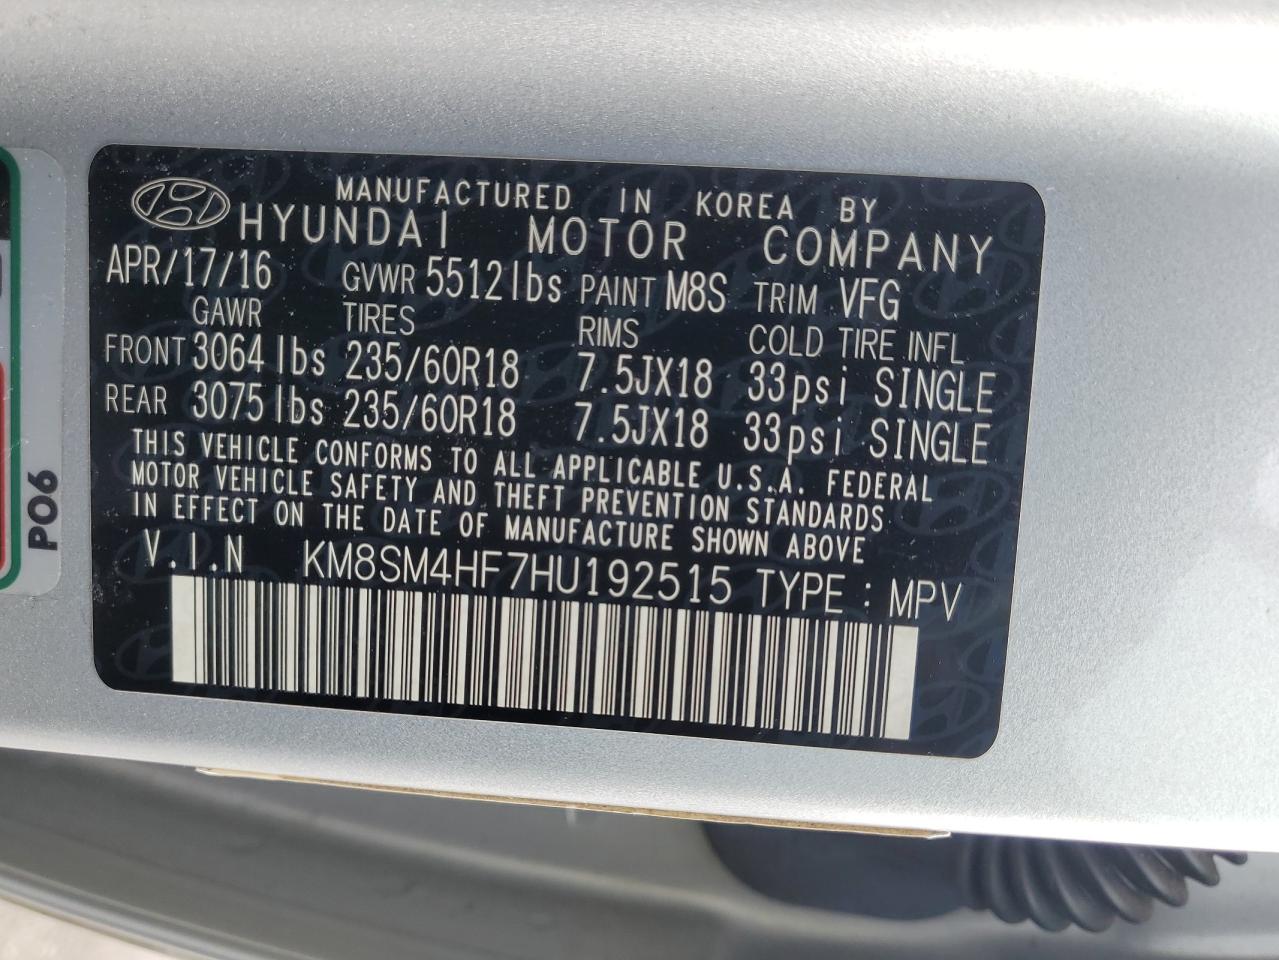 MANUFACTURED IN KOREA BY
HYUNDAI MOTOR COMPANY
APR/17/16 GVWR 5512lbs PAINT M8S TRIM VFG
GAWR TIRES RIMS COLD TIRE INFL
FRONT 3064lbs 235/60R18 7.5JX18 33psi SINGLE
REAR 3075lbs 235/60R18 7.5JX18 33psi SINGLE
THIS VEHICLE CONFORMS TO ALL APPLICABLE U.S.A. FEDERAL
MOTOR VEHICLE SAFETY AND THEFT PREVENTION STANDARDS
IN EFFECT ON THE DATE OF MANUFACTURE SHOWN ABOVE
V.I.N KM8SM4HF7HU192515 TYPE : MPV
P06